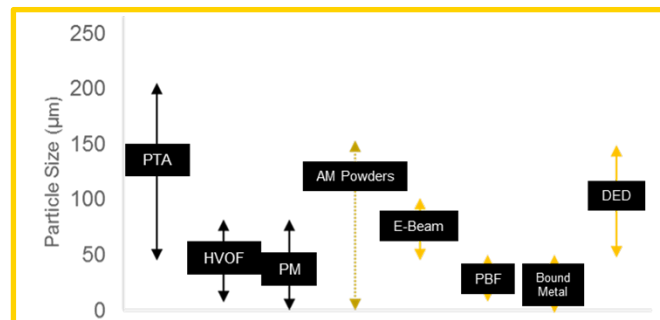 Particle Size (µm)
250
200
150
100
50
0
PTA
HVOF
PM
AM Powders
E-Beam
PBF
Bound
Metal
DED